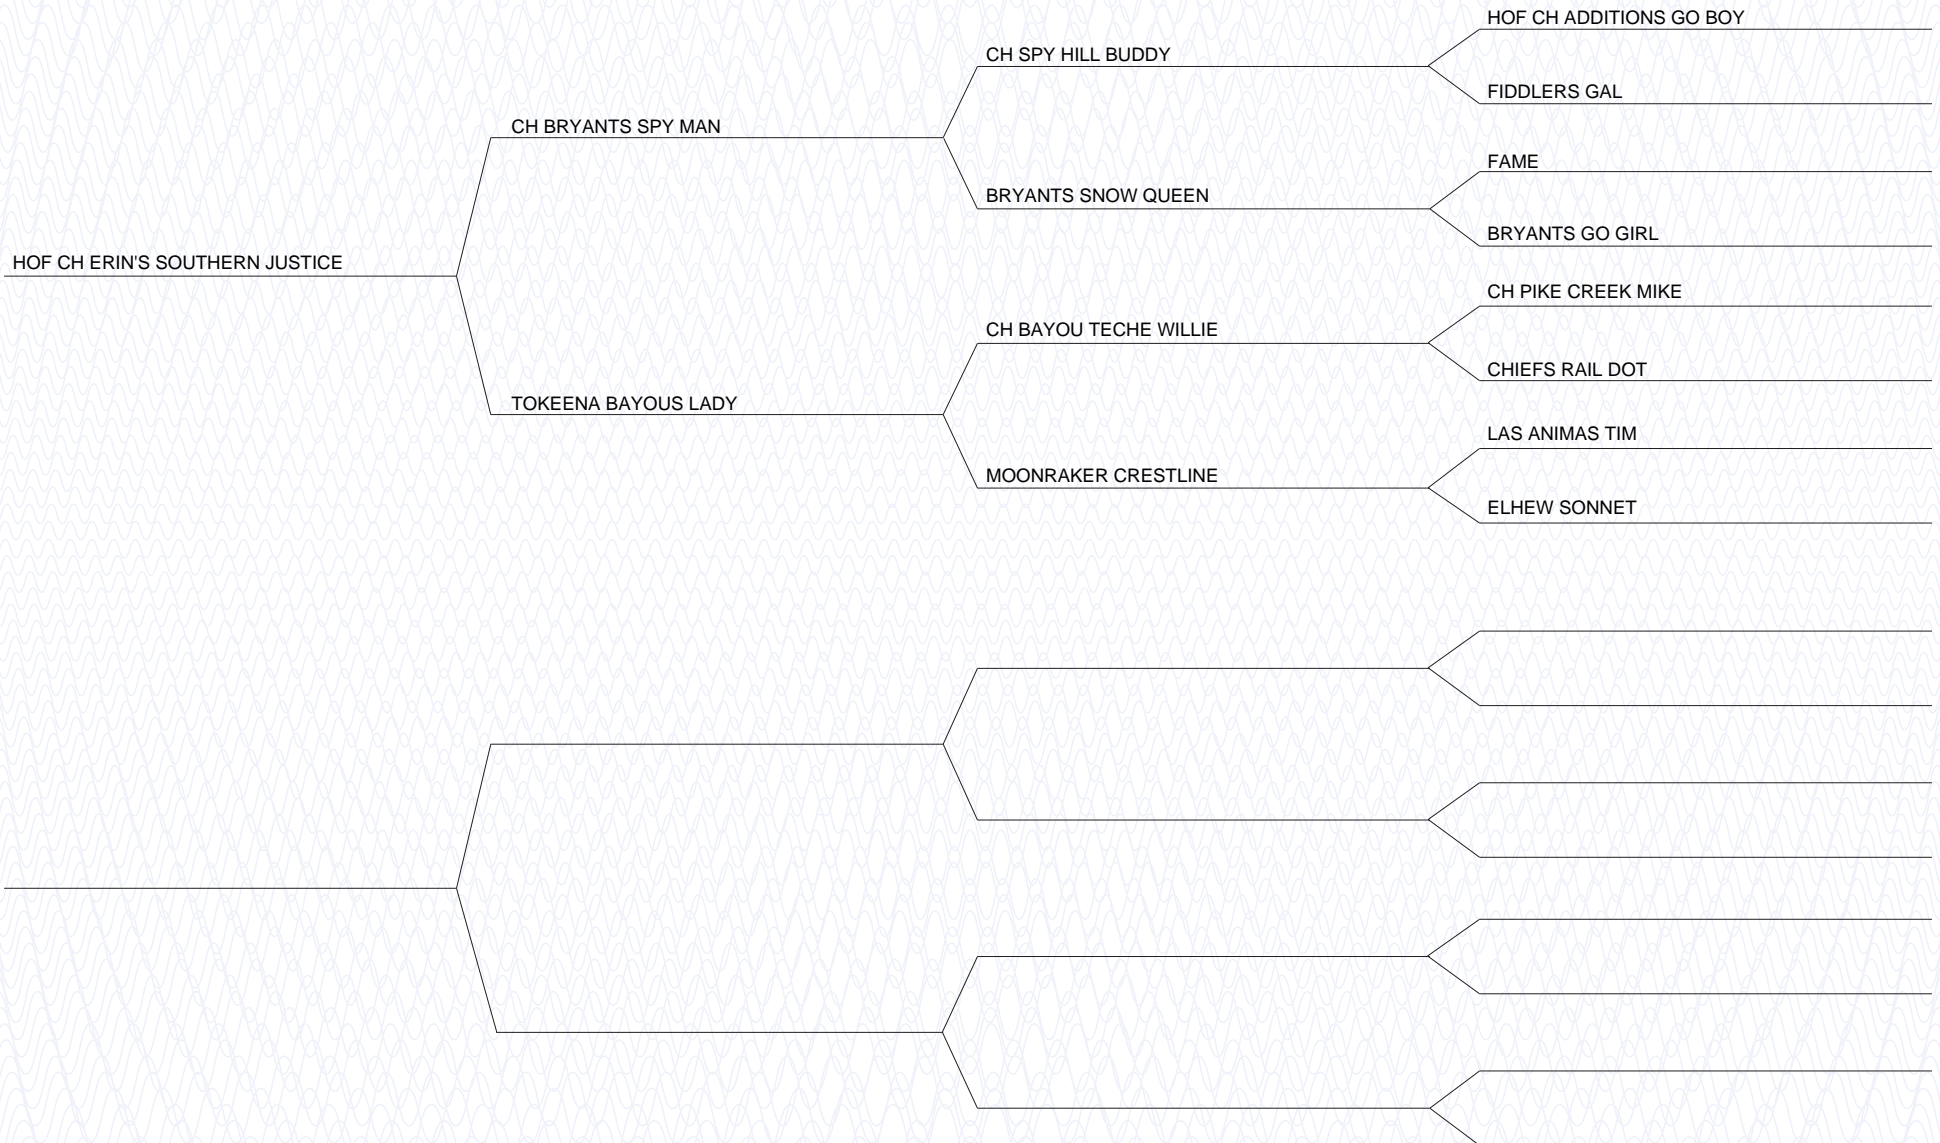 HOF CH ADDITIONS GO BOY
CH SPY HILL BUDDY
FIDDLERS GAL
CH BRYANTS SPY MAN
FAME
BRYANTS SNOW QUEEN
BRYANTS GO GIRL
HOF CH ERIN'S SOUTHERN JUSTICE
CH PIKE CREEK MIKE
CH BAYOU TECHE WILLIE
CHIEFS RAIL DOT
TOKEENA BAYOUS LADY
LAS ANIMAS TIM
MOONRAKER CRESTLINE
ELHEW SONNET